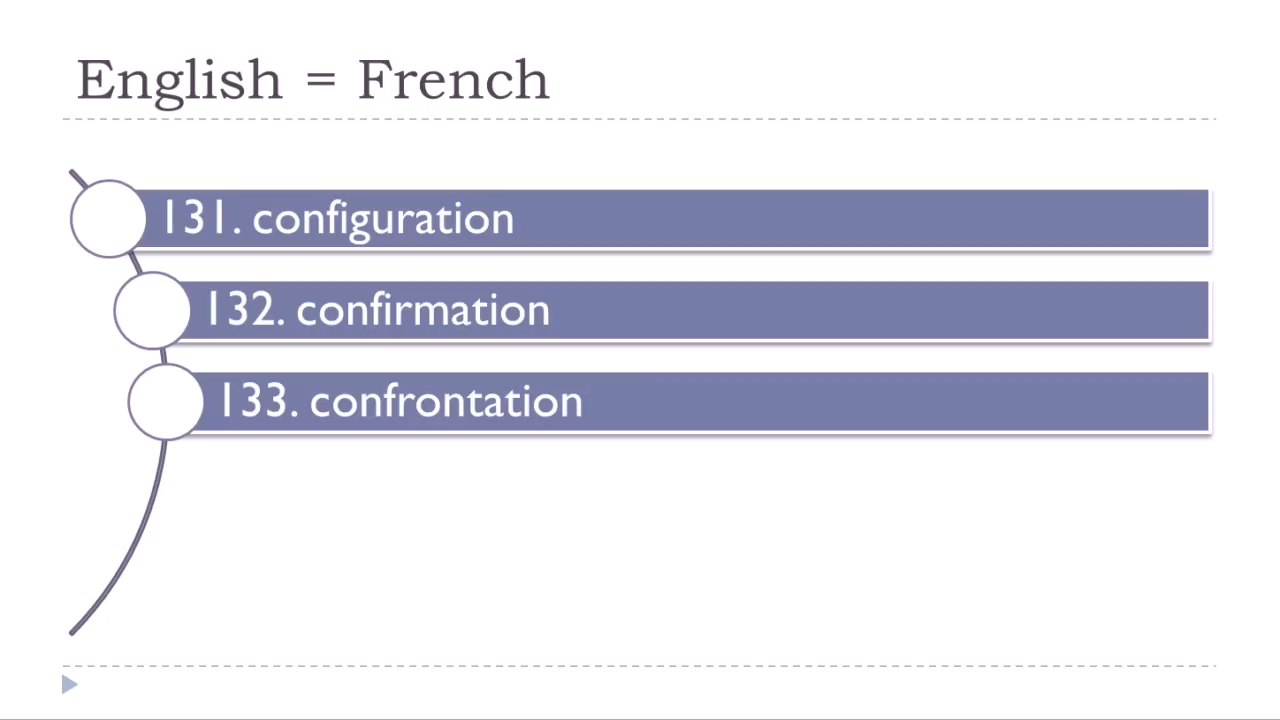 English = French
131. configuration
132. confirmation
133. confrontation